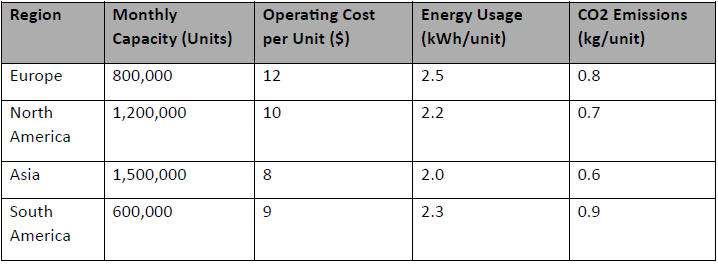 Region Monthly Capacity (Units) Operating Cost per Unit ($) Energy Usage (kWh/unit) CO2 Emissions (kg/unit)
Europe 800,000 12 2.5 0.8
North America 1,200,000 10 2.2 0.7
Asia 1,500,000 8 2.0 0.6
South America 600,000 9 2.3 0.9